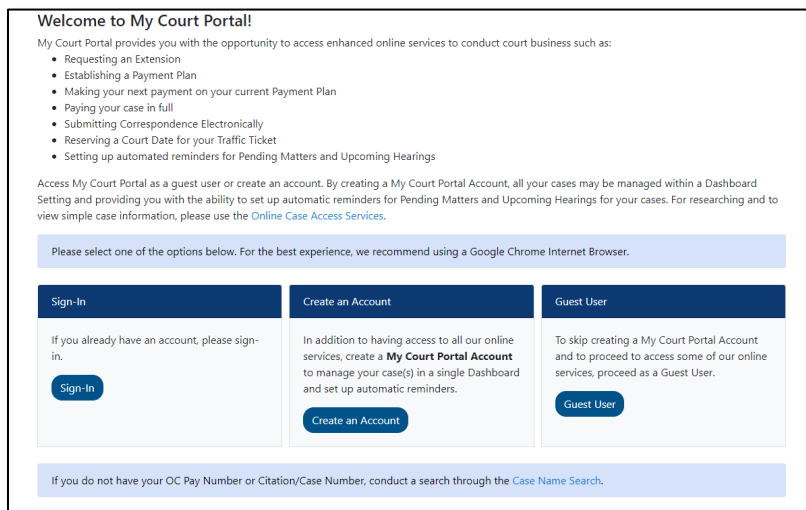 Welcome to My Court Portal!
My Court Portal provides you with the opportunity to access enhanced online services to conduct court business such as:
• Requesting an Extension
• Establishing a Payment Plan
• Making your next payment on your current Payment Plan
• Paying your case in full
• Submitting Correspondence Electronically
• Reserving a Court Date for your Traffic Ticket
• Setting up automated reminders for Pending Matters and Upcoming Hearings
Access My Court Portal as a guest user or create an account. By creating a My Court Portal Account, all your cases may be managed within a Dashboard
Setting and providing you with the ability to set up automatic reminders for Pending Matters and Upcoming Hearings for your cases. For researching and to
view simple case information, please use the Online Case Access Services.
Please select one of the options below. For the best experience, we recommend using a Google Chrome Internet Browser.
Sign-In
If you already have an account, please sign-
in.
Sign-In
Create an Account
In addition to having access to all our online
services, create a My Court Portal Account
to manage your case(s) in a single Dashboard
and set up automatic reminders.
Create an Account
Guest User
To skip creating a My Court Portal Account
and to proceed to access some of our online
services, proceed as a Guest User.
Guest User
If you do not have your OC Pay Number or Citation/Case Number, conduct a search through the Case Name Search.